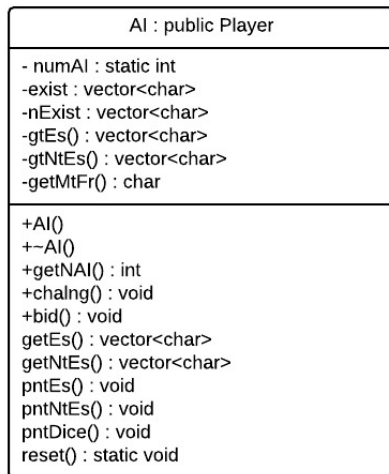 AI : public Player
- numAI : static int
-exist : vector<char>
-nExist : vector<char>
-gtEs() : vector<char>
-gtNtEs() : vector<char>
-getMtFr() : char
+AI()
+~AI()
+getNAI() : int
+chalng() : void
+bid() : void
getEs() : vector<char>
getNtEs() : vector<char>
pntEs() : void
pntNtEs() : void
pntDice() : void
reset() : static void